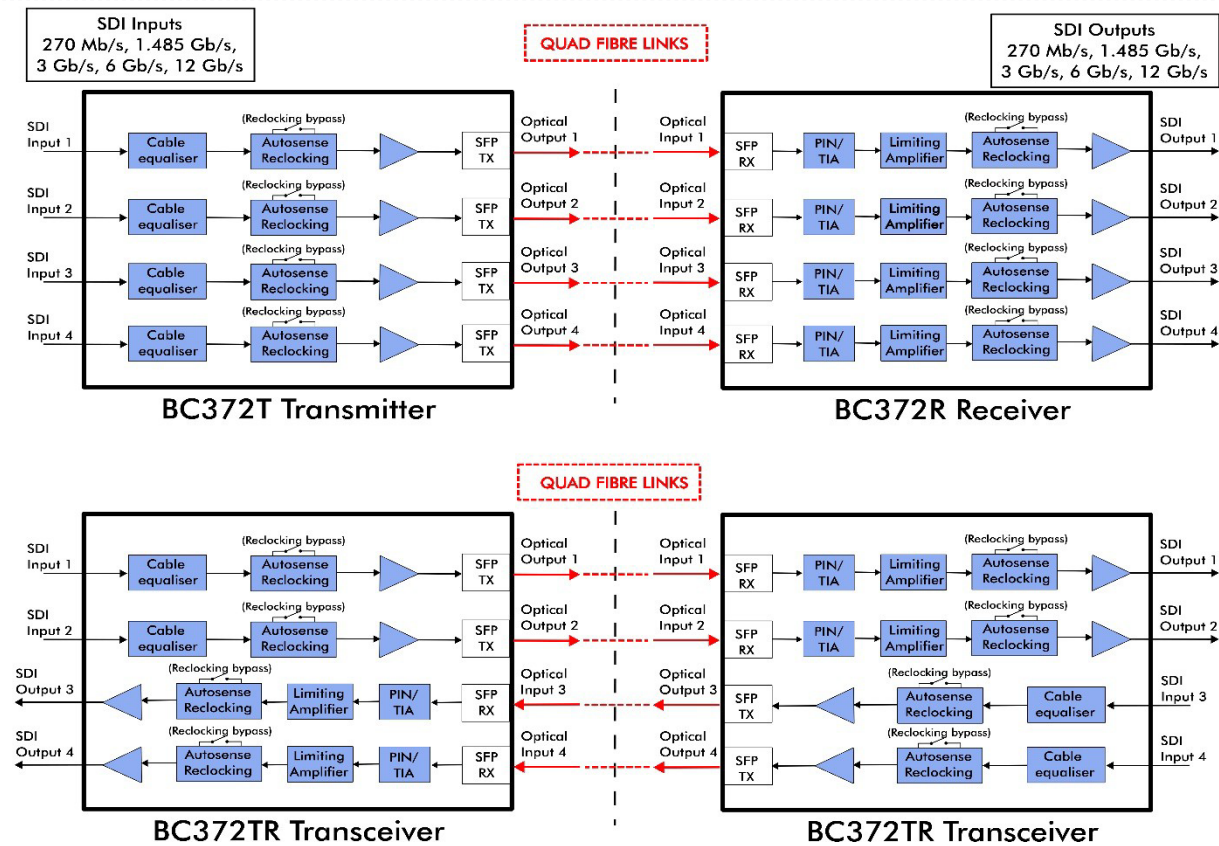 SDI Inputs
270 Mb/s, 1.485 Gb/s,
3 Gb/s, 6 Gb/s, 12 Gb/s
QUAD FIBRE LINKS
SDI Outputs
270 Mb/s, 1.485 Gb/s,
3 Gb/s, 6 Gb/s, 12 Gb/s
SDI
Input 1
Cable
equaliser
(Reclocking bypass)
Autosense
Reclocking
SFP
TX
Optical
Output 1
Optical
Input 1
SFP
RX
PIN/
TIA
Limiting
Amplifier
(Reclocking bypass)
Autosense
Reclocking
SDI
Output 1
SDI
Input 2
Cable
equaliser
(Reclocking bypass)
Autosense
Reclocking
SFP
TX
Optical
Output 2
Optical
Input 2
SFP
RX
PIN/
TIA
Limiting
Amplifier
(Reclocking bypass)
Autosense
Reclocking
SDI
Output 2
SDI
Input 3
Cable
equaliser
(Reclocking bypass)
Autosense
Reclocking
SFP
TX
Optical
Output 3
Optical
Input 3
SFP
RX
PIN/
TIA
Limiting
Amplifier
(Reclocking bypass)
Autosense
Reclocking
SDI
Output 3
SDI
Input 4
Cable
equaliser
(Reclocking bypass)
Autosense
Reclocking
SFP
TX
Optical
Output 4
Optical
Input 4
SFP
RX
PIN/
TIA
Limiting
Amplifier
(Reclocking bypass)
Autosense
Reclocking
SDI
Output 4
BC372T Transmitter
BC372R Receiver
QUAD FIBRE LINKS
SDI
Input 1
Cable
equaliser
(Reclocking bypass)
Autosense
Reclocking
SFP
TX
Optical
Output 1
Optical
Input 1
SFP
RX
PIN/
TIA
Limiting
Amplifier
(Reclocking bypass)
Autosense
Reclocking
SDI
Output 1
SDI
Input 2
Cable
equaliser
(Reclocking bypass)
Autosense
Reclocking
SFP
TX
Optical
Output 2
Optical
Input 2
SFP
RX
PIN/
TIA
Limiting
Amplifier
(Reclocking bypass)
Autosense
Reclocking
SDI
Output 2
SDI
Output 3
(Reclocking bypass)
Autosense
Reclocking
Limiting
Amplifier
PIN/
TIA
SFP
RX
Optical
Input 3
Optical
Output 3
SFP
TX
(Reclocking bypass)
Autosense
Reclocking
Cable
equaliser
SDI
Input 3
SDI
Output 4
(Reclocking bypass)
Autosense
Reclocking
Limiting
Amplifier
PIN/
TIA
SFP
RX
Optical
Input 4
Optical
Output 4
SFP
TX
(Reclocking bypass)
Autosense
Reclocking
Cable
equaliser
SDI
Input 4
BC372TR Transceiver
BC372TR Transceiver